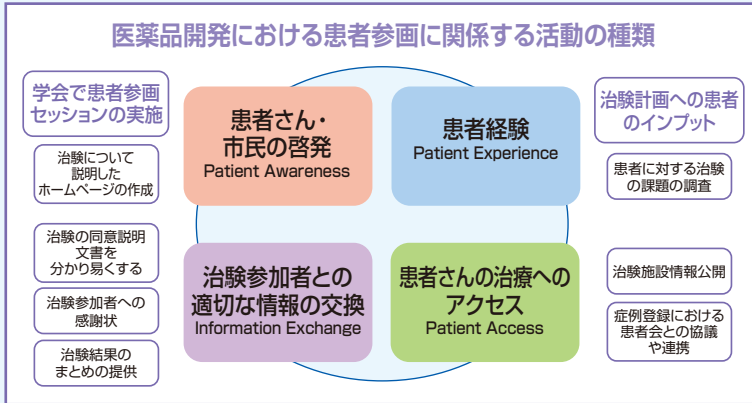 医薬品開発における患者参画に関係する活動の種類
学会で患者参画
セッションの実施
治験について
説明した
ホームページの作成
治験の同意説明
文書を
分かり易くする
治験参加者への
感謝状
治験結果の
まとめの提供
患者さん・
市民の啓発
Patient Awareness
患者経験
Patient Experience
治験参加者との
適切な情報の交換
Information Exchange
患者さんの治療への
アクセス
Patient Access
治験計画への患者
のインプット
患者に対する治験
の課題の調査
治験施設情報公開
症例登録における
患者会との協議
や連携